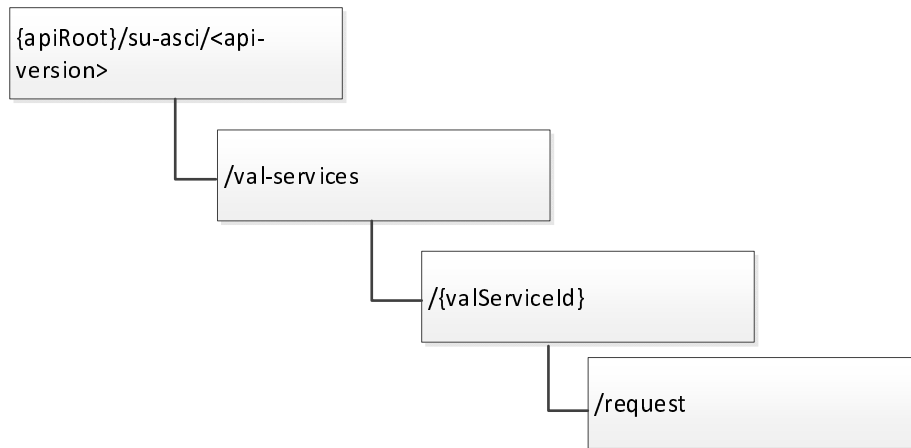 {apiRoot}/su-asci/<api-
version>
/val-services
/{valServiceId}
/request